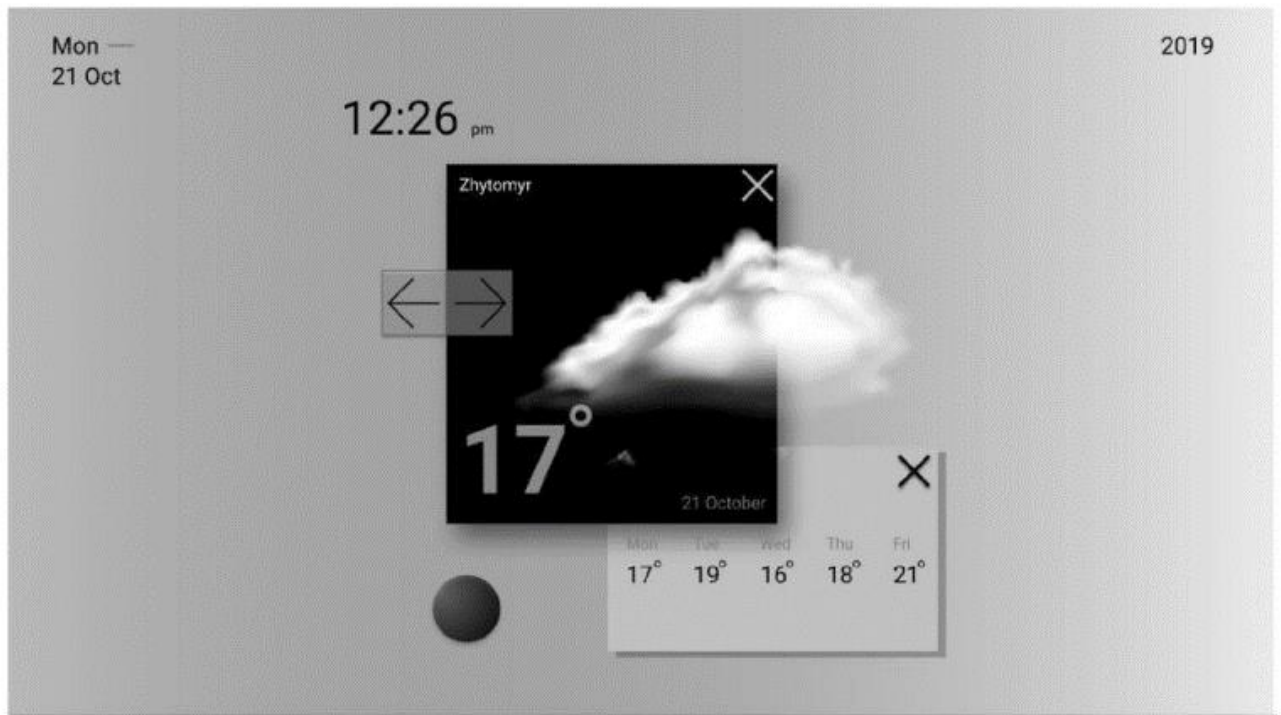 Mon
21 Oct
2019
12:26 pm
Zhytomyr
17°
21 October
Mon Tue Wed Thu Fri
17° 19° 16° 18° 21°